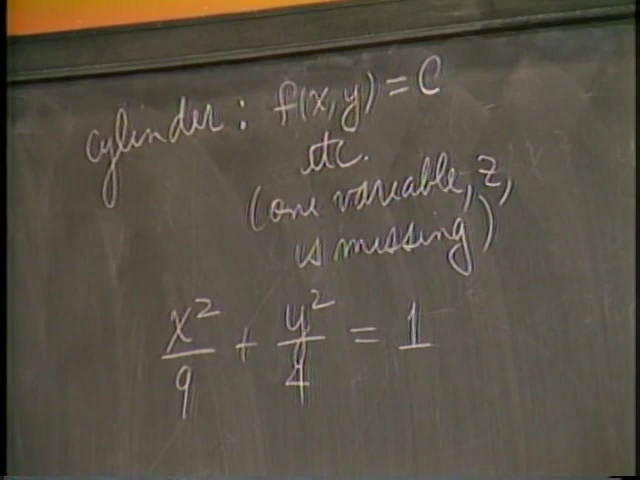 cylinder: f(x,y) = C
etc.
(one variable, z,
is missing)
x²/9 + y²/4 = 1